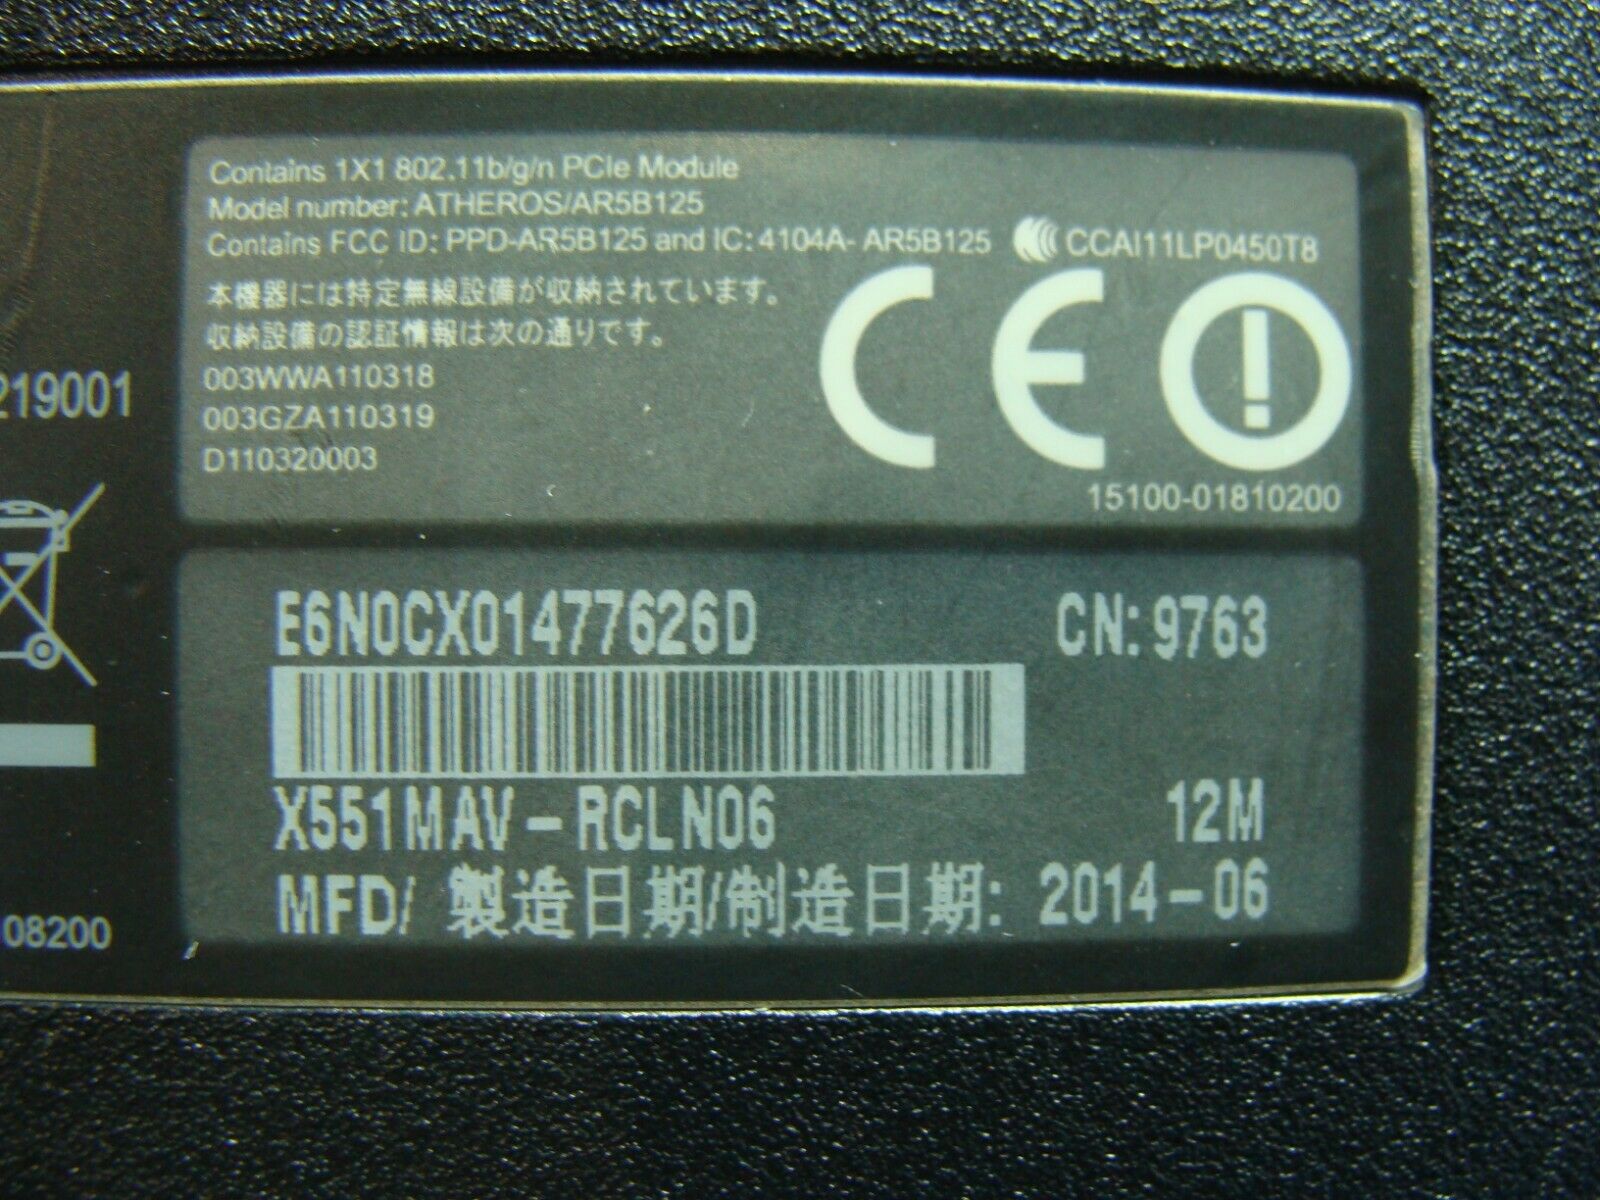 Contains 1X1 802.11b/g/n PCIe Module
Model number: ATHEROS/AR5B125
Contains FCC ID: PPD-AR5B125 and IC: 4104A- AR5B125
CCAI11LP0450T8
本機器には特定無線設備が収納されています。
収納設備の認証情報は次の通りです。
003WWA110318
003GZA110319
D110320003
CE
15100-01810200
219001
08200
E6N0CX01477626D
CN: 9763
X551MAV-RCLN06
12M
MFD/ 製造日期/制造日期: 2014-06